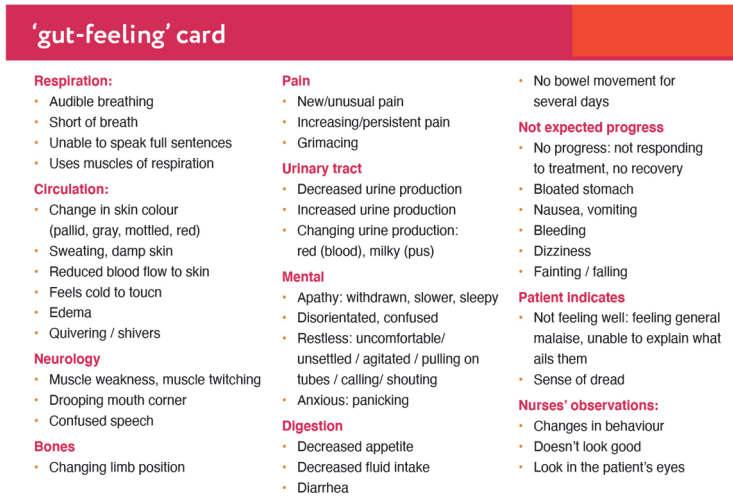 ‘gut-feeling’ card
Respiration:
• Audible breathing
• Short of breath
• Unable to speak full sentences
• Uses muscles of respiration
Circulation:
• Change in skin colour
(pallid, gray, mottled, red)
• Sweating, damp skin
• Reduced blood flow to skin
• Feels cold to toucn
• Edema
• Quivering / shivers
Neurology
• Muscle weakness, muscle twitching
• Drooping mouth corner
• Confused speech
Bones
• Changing limb position
Pain
• New/unusual pain
• Increasing/persistent pain
• Grimacing
Urinary tract
• Decreased urine production
• Increased urine production
• Changing urine production:
red (blood), milky (pus)
Mental
• Apathy: withdrawn, slower, sleepy
• Disorientated, confused
• Restless: uncomfortable/
unsettled / agitated / pulling on
tubes / calling/ shouting
• Anxious: panicking
Digestion
• Decreased appetite
• Decreased fluid intake
• Diarrhea
• No bowel movement for
several days
Not expected progress
• No progress: not responding
to treatment, no recovery
• Bloated stomach
• Nausea, vomiting
• Bleeding
• Dizziness
• Fainting / falling
Patient indicates
• Not feeling well: feeling general
malaise, unable to explain what
ails them
• Sense of dread
Nurses’ observations:
• Changes in behaviour
• Doesn’t look good
• Look in the patient’s eyes